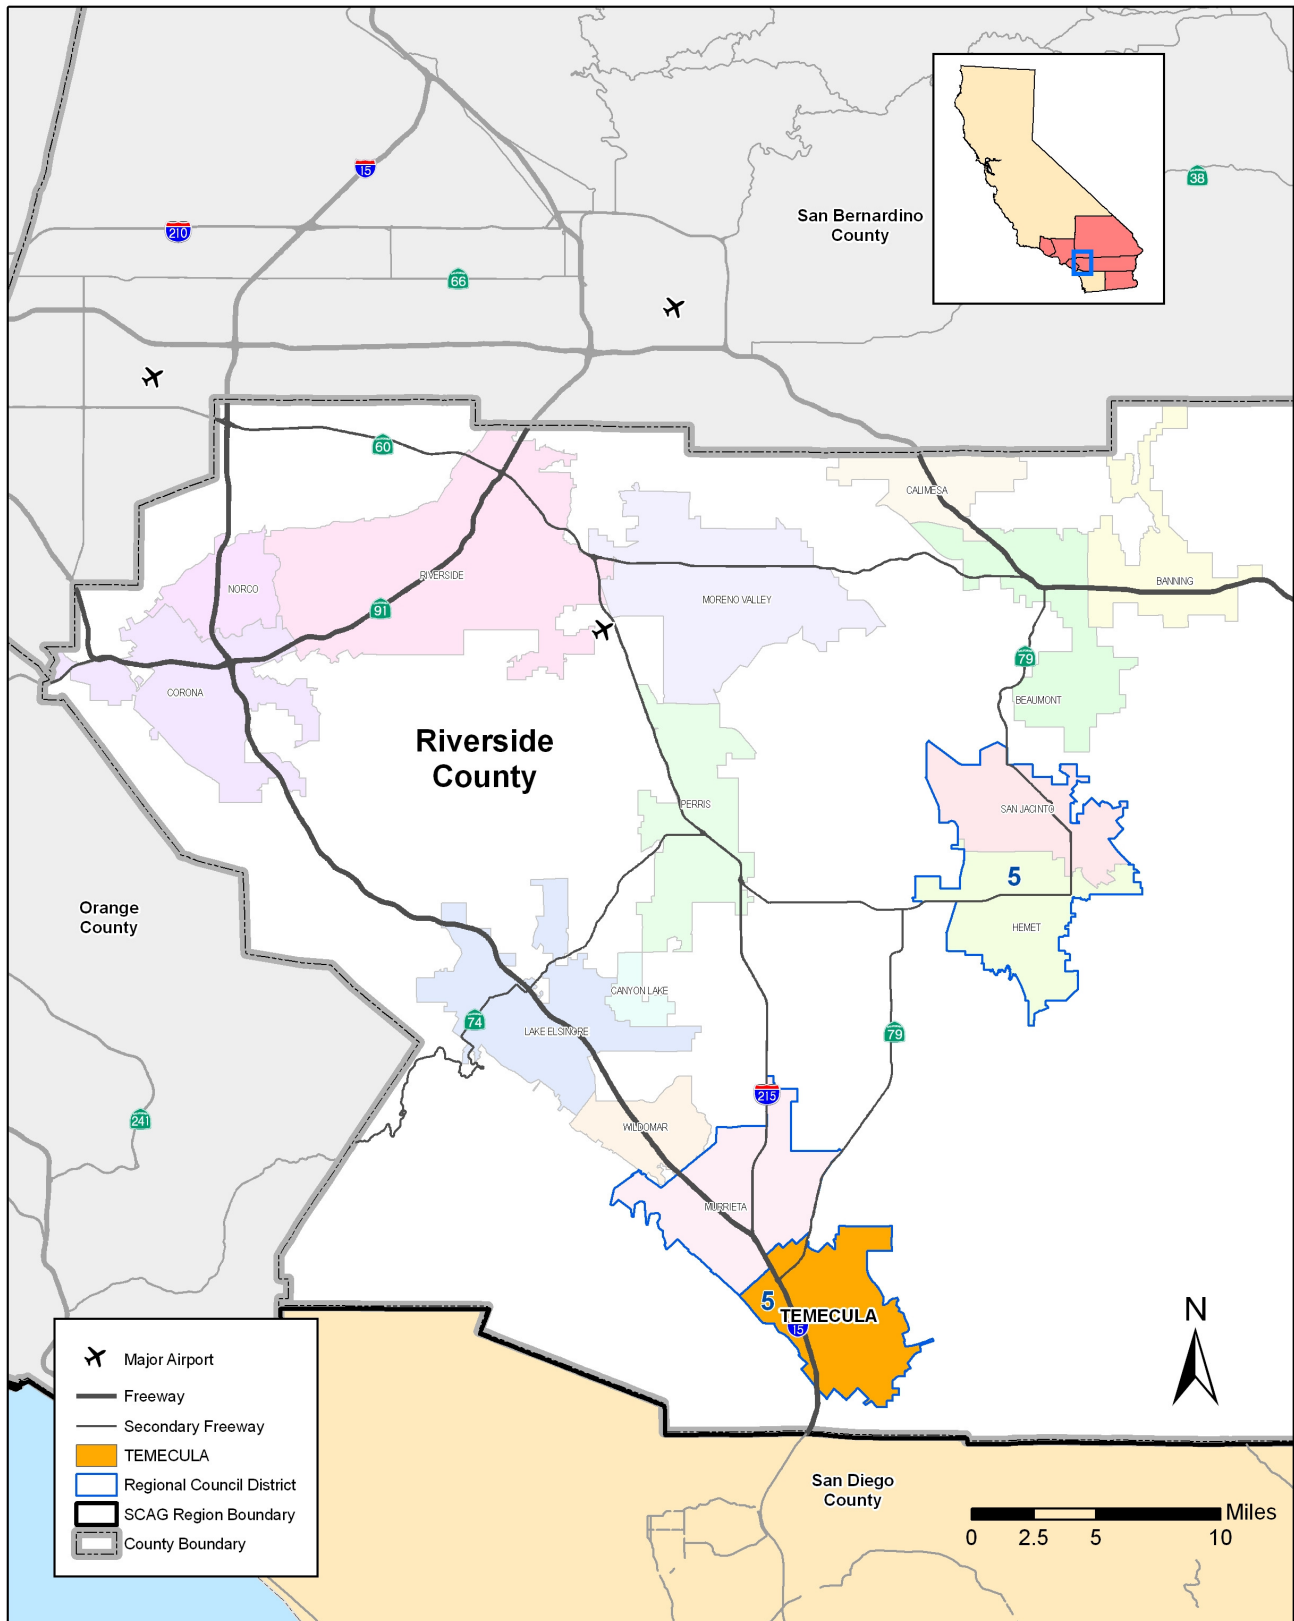 15
38
San Bernardino
County
210
66
60
CALIMESA
RIVERSIDE
BANNING
NORCO
MORENO VALLEY
91
79
CORONA
BEAUMONT
Riverside
County
PERRIS
SAN JACINTO
5
Orange
County
HEMET
CANYON LAKE
74
LAKE ELSINORE
79
215
241
WILDOMAR
MURRIETA
5
TEMECULA
15
N
Major Airport
Freeway
Secondary Freeway
TEMECULA
Regional Council District
SCAG Region Boundary
County Boundary
San Diego
County
Miles
0 2.5 5 10